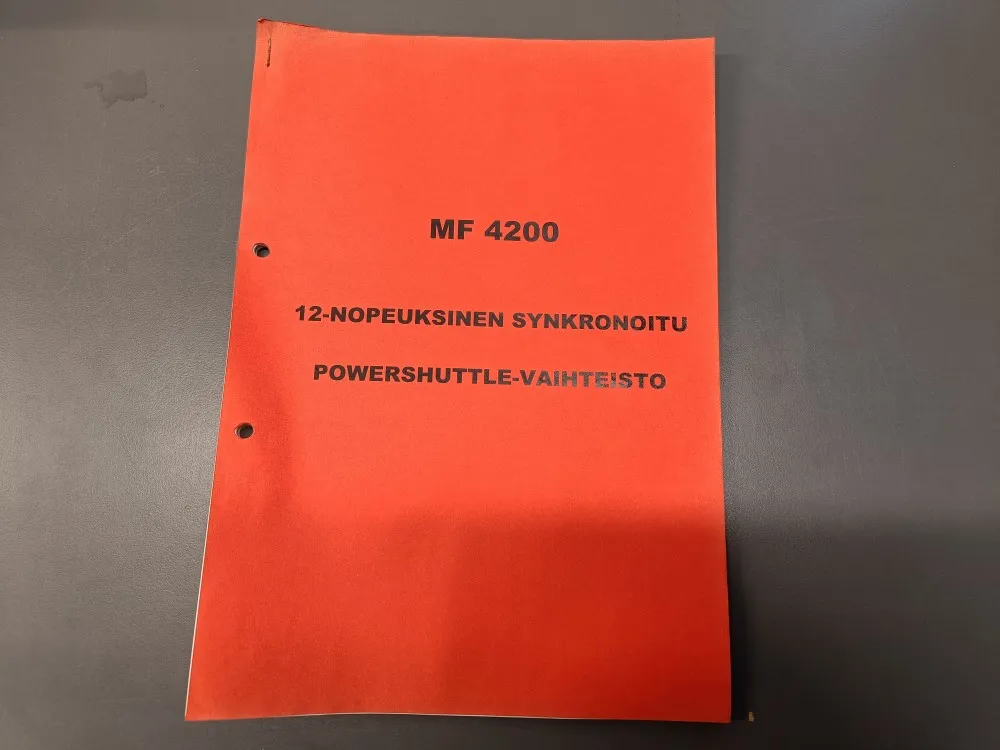 MF 4200
12-NOPEUKSINEN SYNKRONOITU
POWERSHUTTLE-VAIHTEISTO